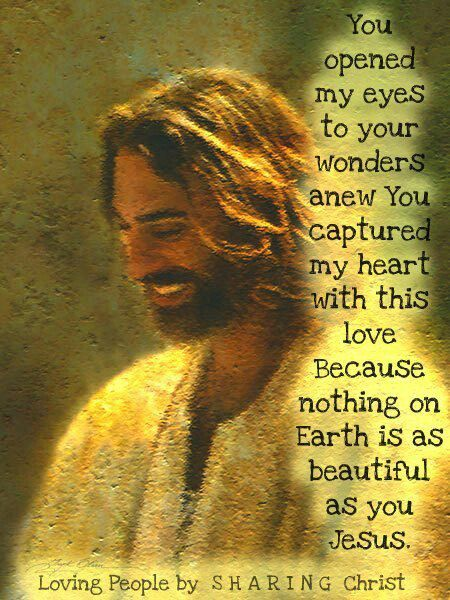 You
opened
my eyes
to your
wonders
anew You
captured
my heart
with this
love
Because
nothing on
Earth is as
beautiful
as you
Jesus.
Loving People by SHARING Christ